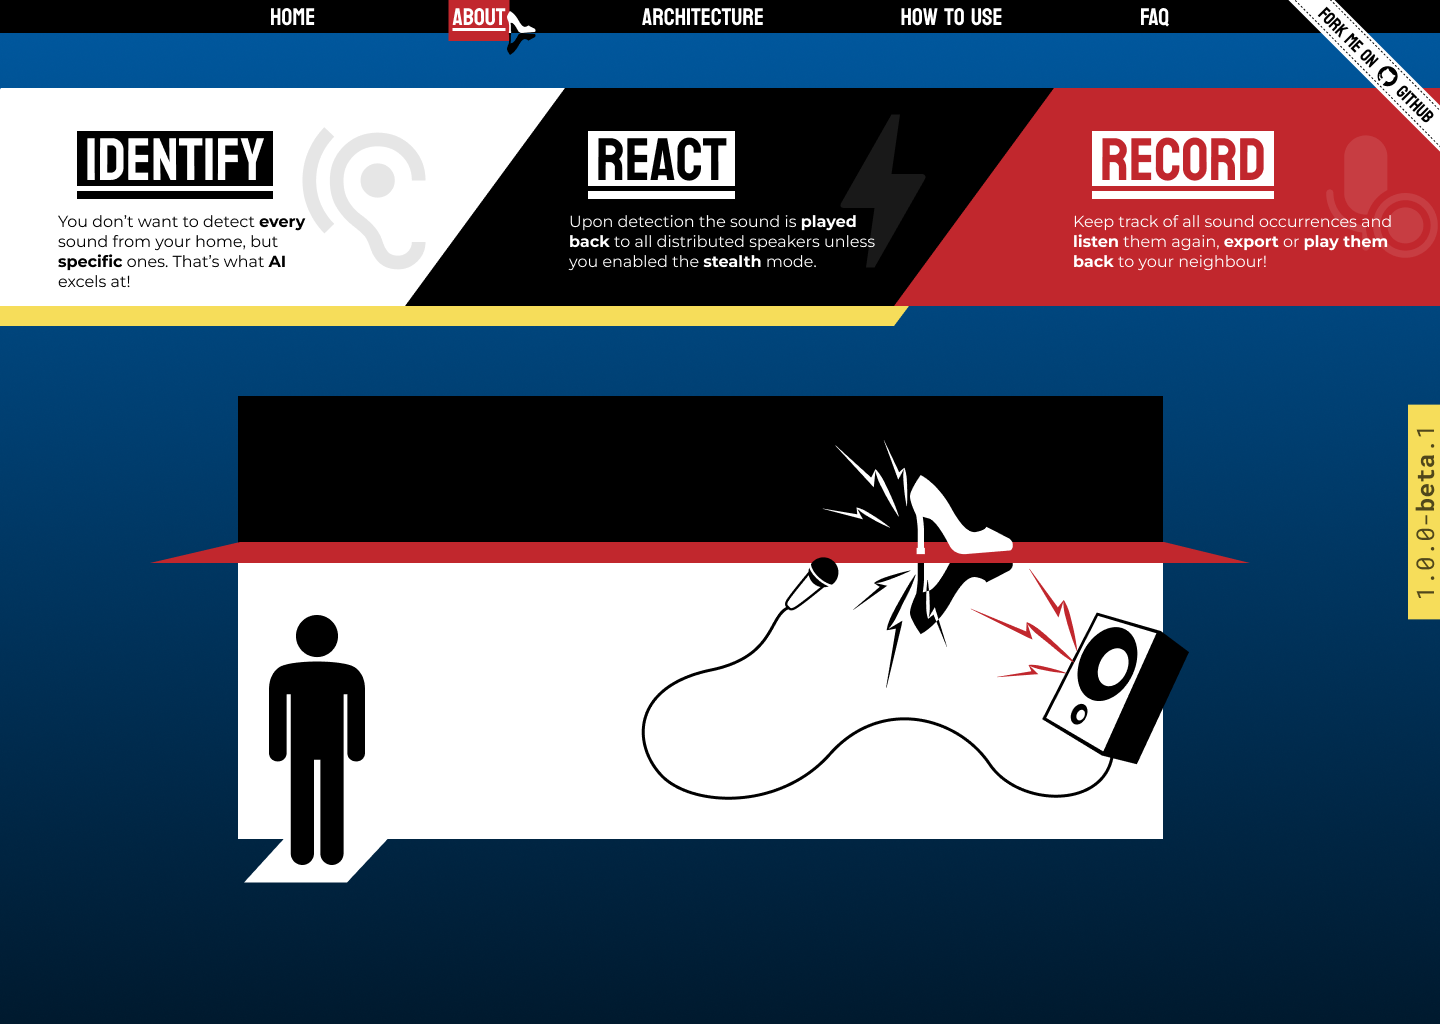 HOME
ABOUT
ARCHITECTURE
HOW TO USE
FAQ
FORK ME ON GITHUB
IDENTIFY
You don't want to detect every
sound from your home, but
specific ones. That's what AI
excels at!
REACT
Upon detection the sound is played
back to all distributed speakers unless
you enabled the stealth mode.
RECORD
Keep track of all sound occurrences and
listen them again, export or play them
back to your neighbour!
1.0.0-beta.1